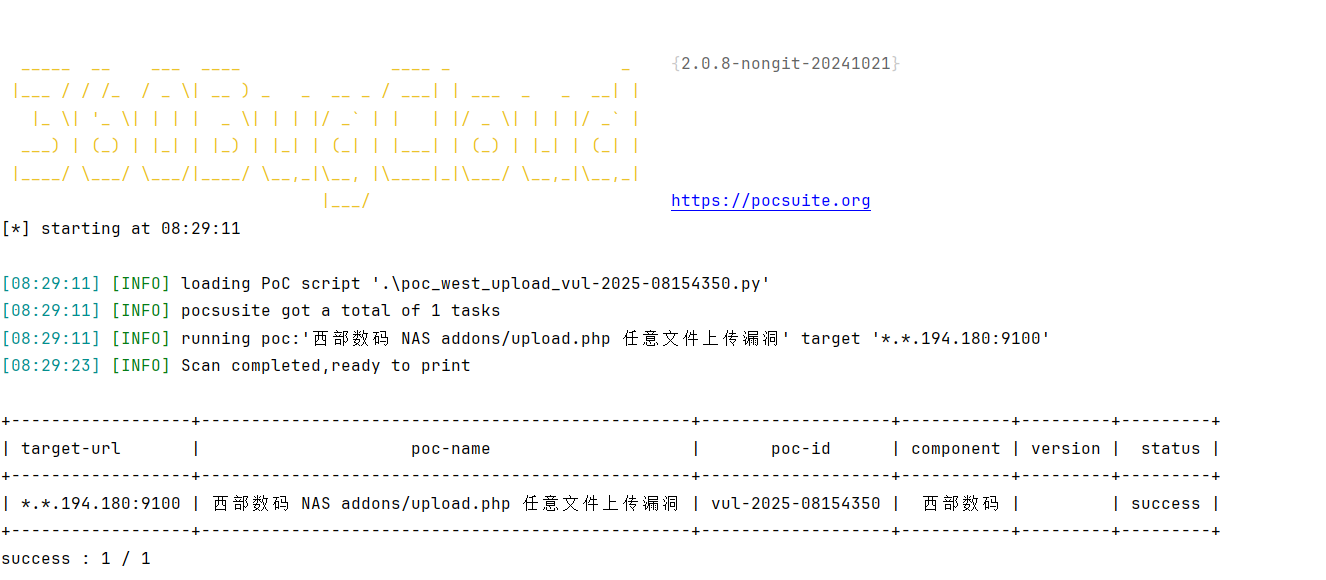 {2.0.8-nongit-20241021}
360BugCloud
https://pocsuite.org
[*] starting at 08:29:11
[08:29:11] [INFO] loading PoC script '.\poc_west_upload_vul-2025-08154350.py'
[08:29:11] [INFO] pocsusite got a total of 1 tasks
[08:29:11] [INFO] running poc:'西部数码 NAS addons/upload.php 任意文件上传漏洞' target '*.*.194.180:9100'
[08:29:23] [INFO] Scan completed,ready to print
+-----------------+-------------------------------------------------+-------------------+-----------+---------+---------+
| target-url | poc-name | poc-id | component | version | status |
+-----------------+-------------------------------------------------+-------------------+-----------+---------+---------+
| *.*.194.180:9100 | 西部数码 NAS addons/upload.php 任意文件上传漏洞 | vul-2025-08154350 | 西部数码 | | success |
+-----------------+-------------------------------------------------+-------------------+-----------+---------+---------+
success : 1 / 1